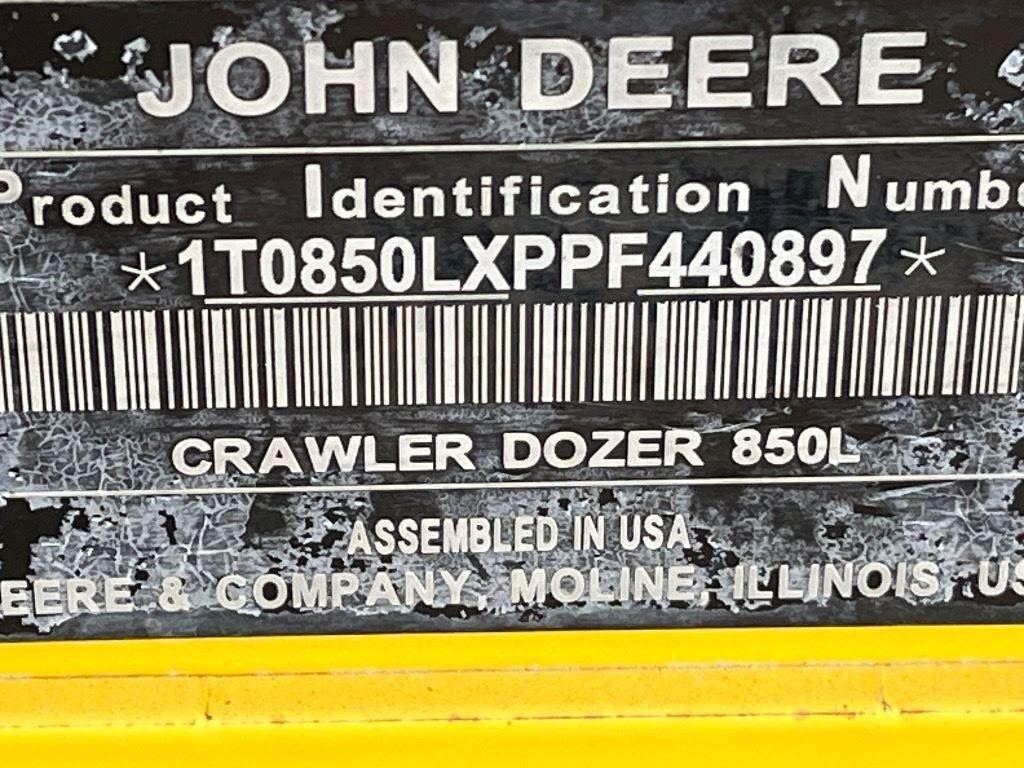 JOHN DEERE
Product Identification Numbe
*1T0850LXPPF440897*
CRAWLER DOZER 850L
ASSEMBLED IN USA
EERE & COMPANY, MOLINE, ILLINOIS, US